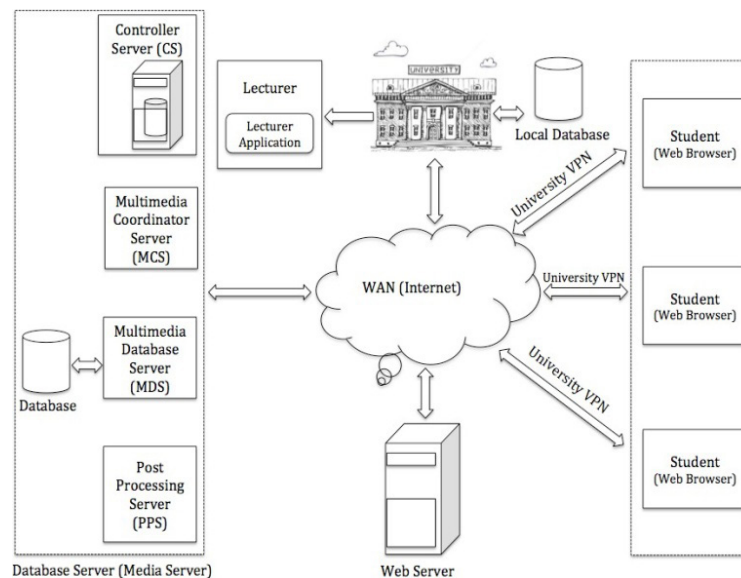 Controller
Server (CS)
Multimedia
Coordinator
Server
(MCS)
Multimedia
Database
Server
(MDS)
Database
Post
Processing
Server
(PPS)
Database Server (Media Server)
Lecturer
Lecturer
Application
UNIVERSITY
Local Database
WAN (Internet)
Web Server
University VPN
University VPN
University VPN
Student
(Web Browser)
Student
(Web Browser)
Student
(Web Browser)